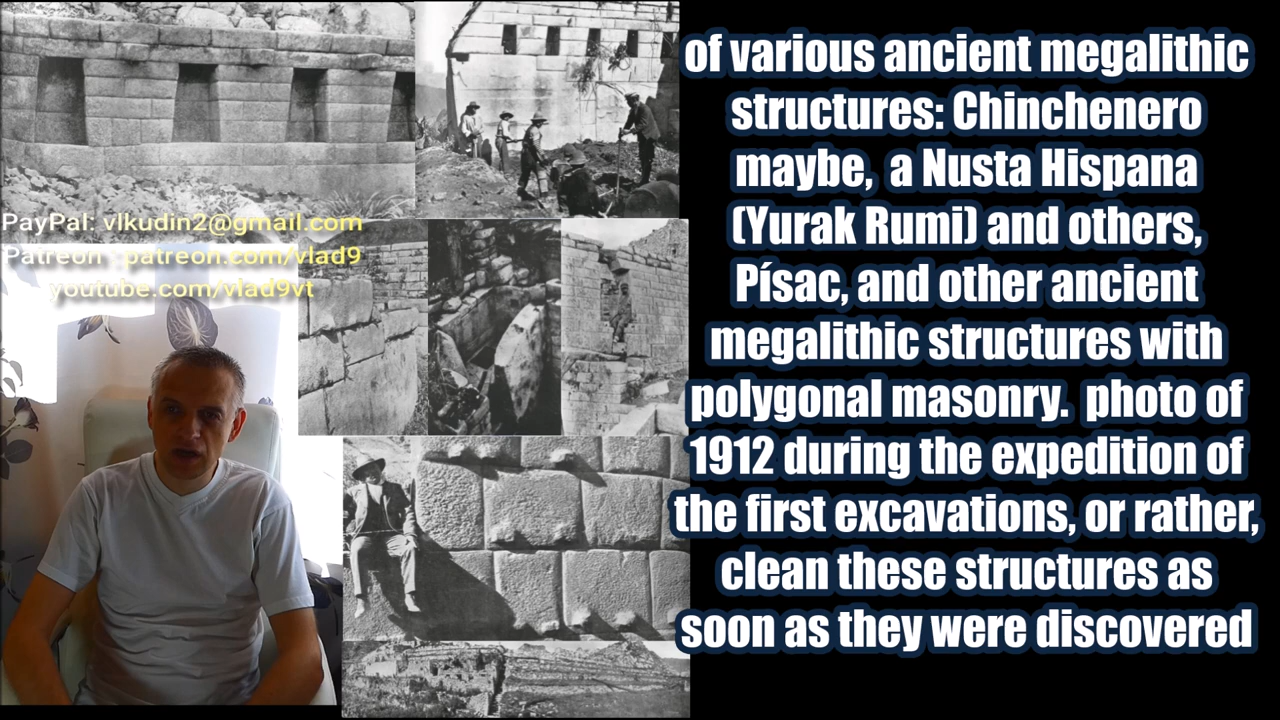 of various ancient megalithic
structures: Chinchenero
maybe, a Nusta Hispana
(Yurak Rumi) and others,
Písac, and other ancient
megalithic structures with
polygonal masonry. photo of
1912 during the expedition of
the first excavations, or rather,
clean these structures as
soon as they were discovered
PayPal: vlkudin2@gmail.com
Patreon - patreon.com/vlad9
youtube.com/vlad9vt